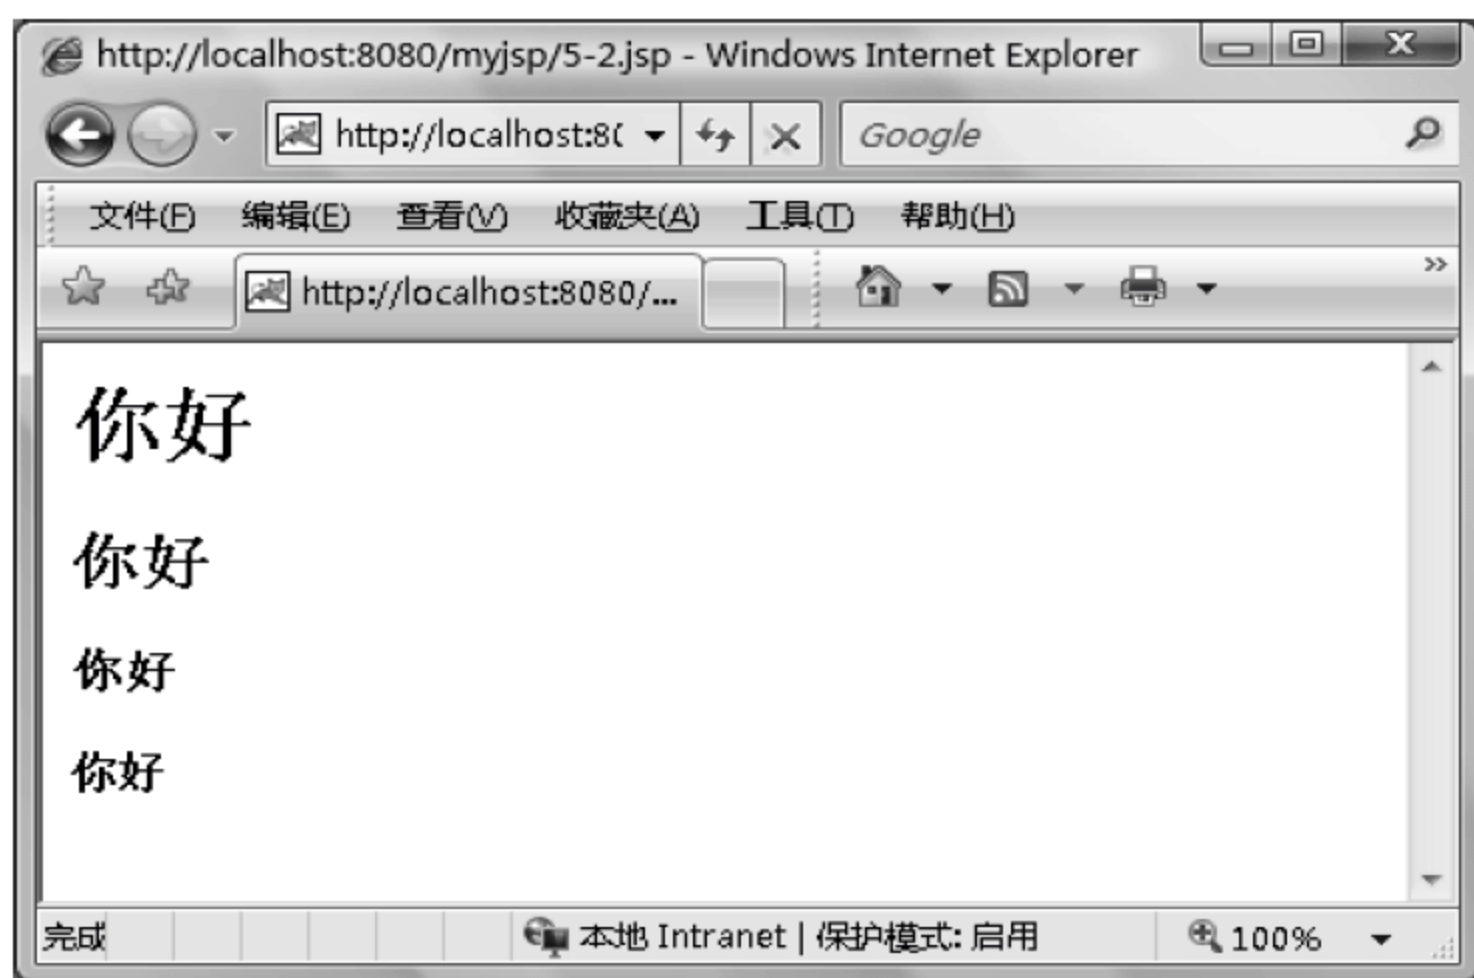 http://localhost:8080/myjsp/5-2.jsp - Windows Internet Explorer
http://localhost:80 Google
文件(F) 编辑(E) 查看(V) 收藏夹(A) 工具(T) 帮助(H)
http://localhost:8080/... »
你好
你好
你好
你好
完成 本地 Intranet | 保护模式: 启用 100%